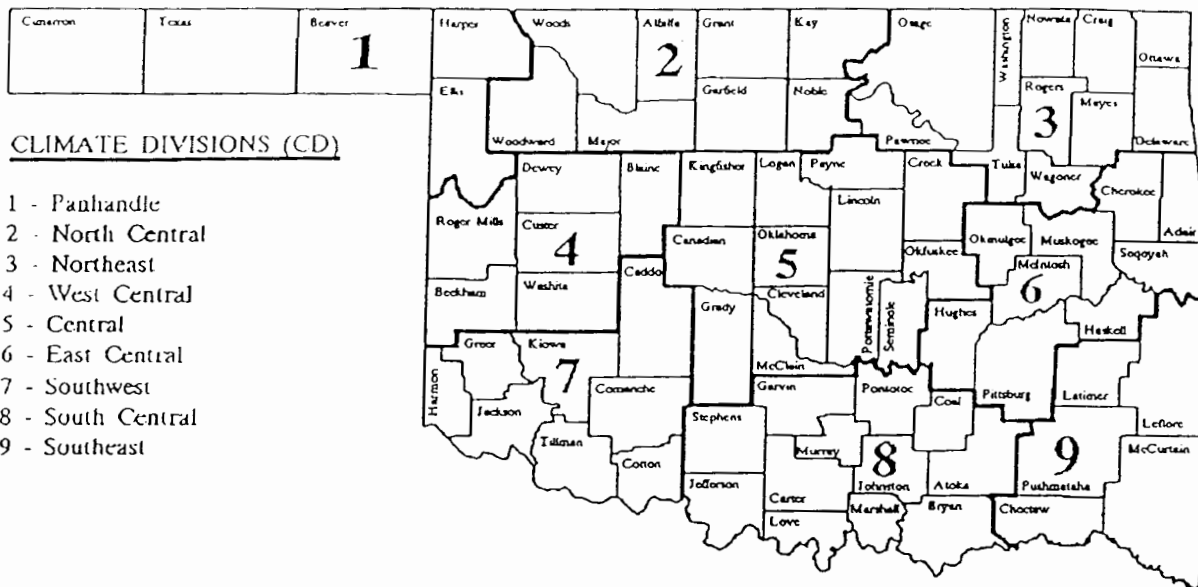 Cimarron Texas Beaver Harper Woods Alfalfa Grant Kay Osage Washington Nowata Craig
1 2 Ottawa
Ellis Garfield Noble Rogers Mayes
3
Woodward Major Pawnee Delaware
CLIMATE DIVISIONS (CD)
Dewey Blaine Kingfisher Logan Payne Creek Tulsa Wagoner Cherokee
1 - Panhandle
Lincoln
2 - North Central
Roger Mills Custer Canadian Oklahoma Okfuskee Okmulgee Muskogee Adair
3 - Northeast
4 5 Caddo McIntosh Sequoyah
4 - West Central
Beckham Washita Grady Cleveland Pottawatomie Seminole Hughes 6 Haskell
5 - Central
6 - East Central
Greer Kiowa McClain
7 - Southwest
Harmon 7 Comanche Garvin Pontotoc Coal Pittsburg Latimer
8 - South Central
Jackson Stephens Leflore
9 - Southeast
Tillman Cotton Murray 8 9 McCurtain
Jefferson Carter Johnston Atoka Pushmataha
Love Marshall Bryan Choctaw